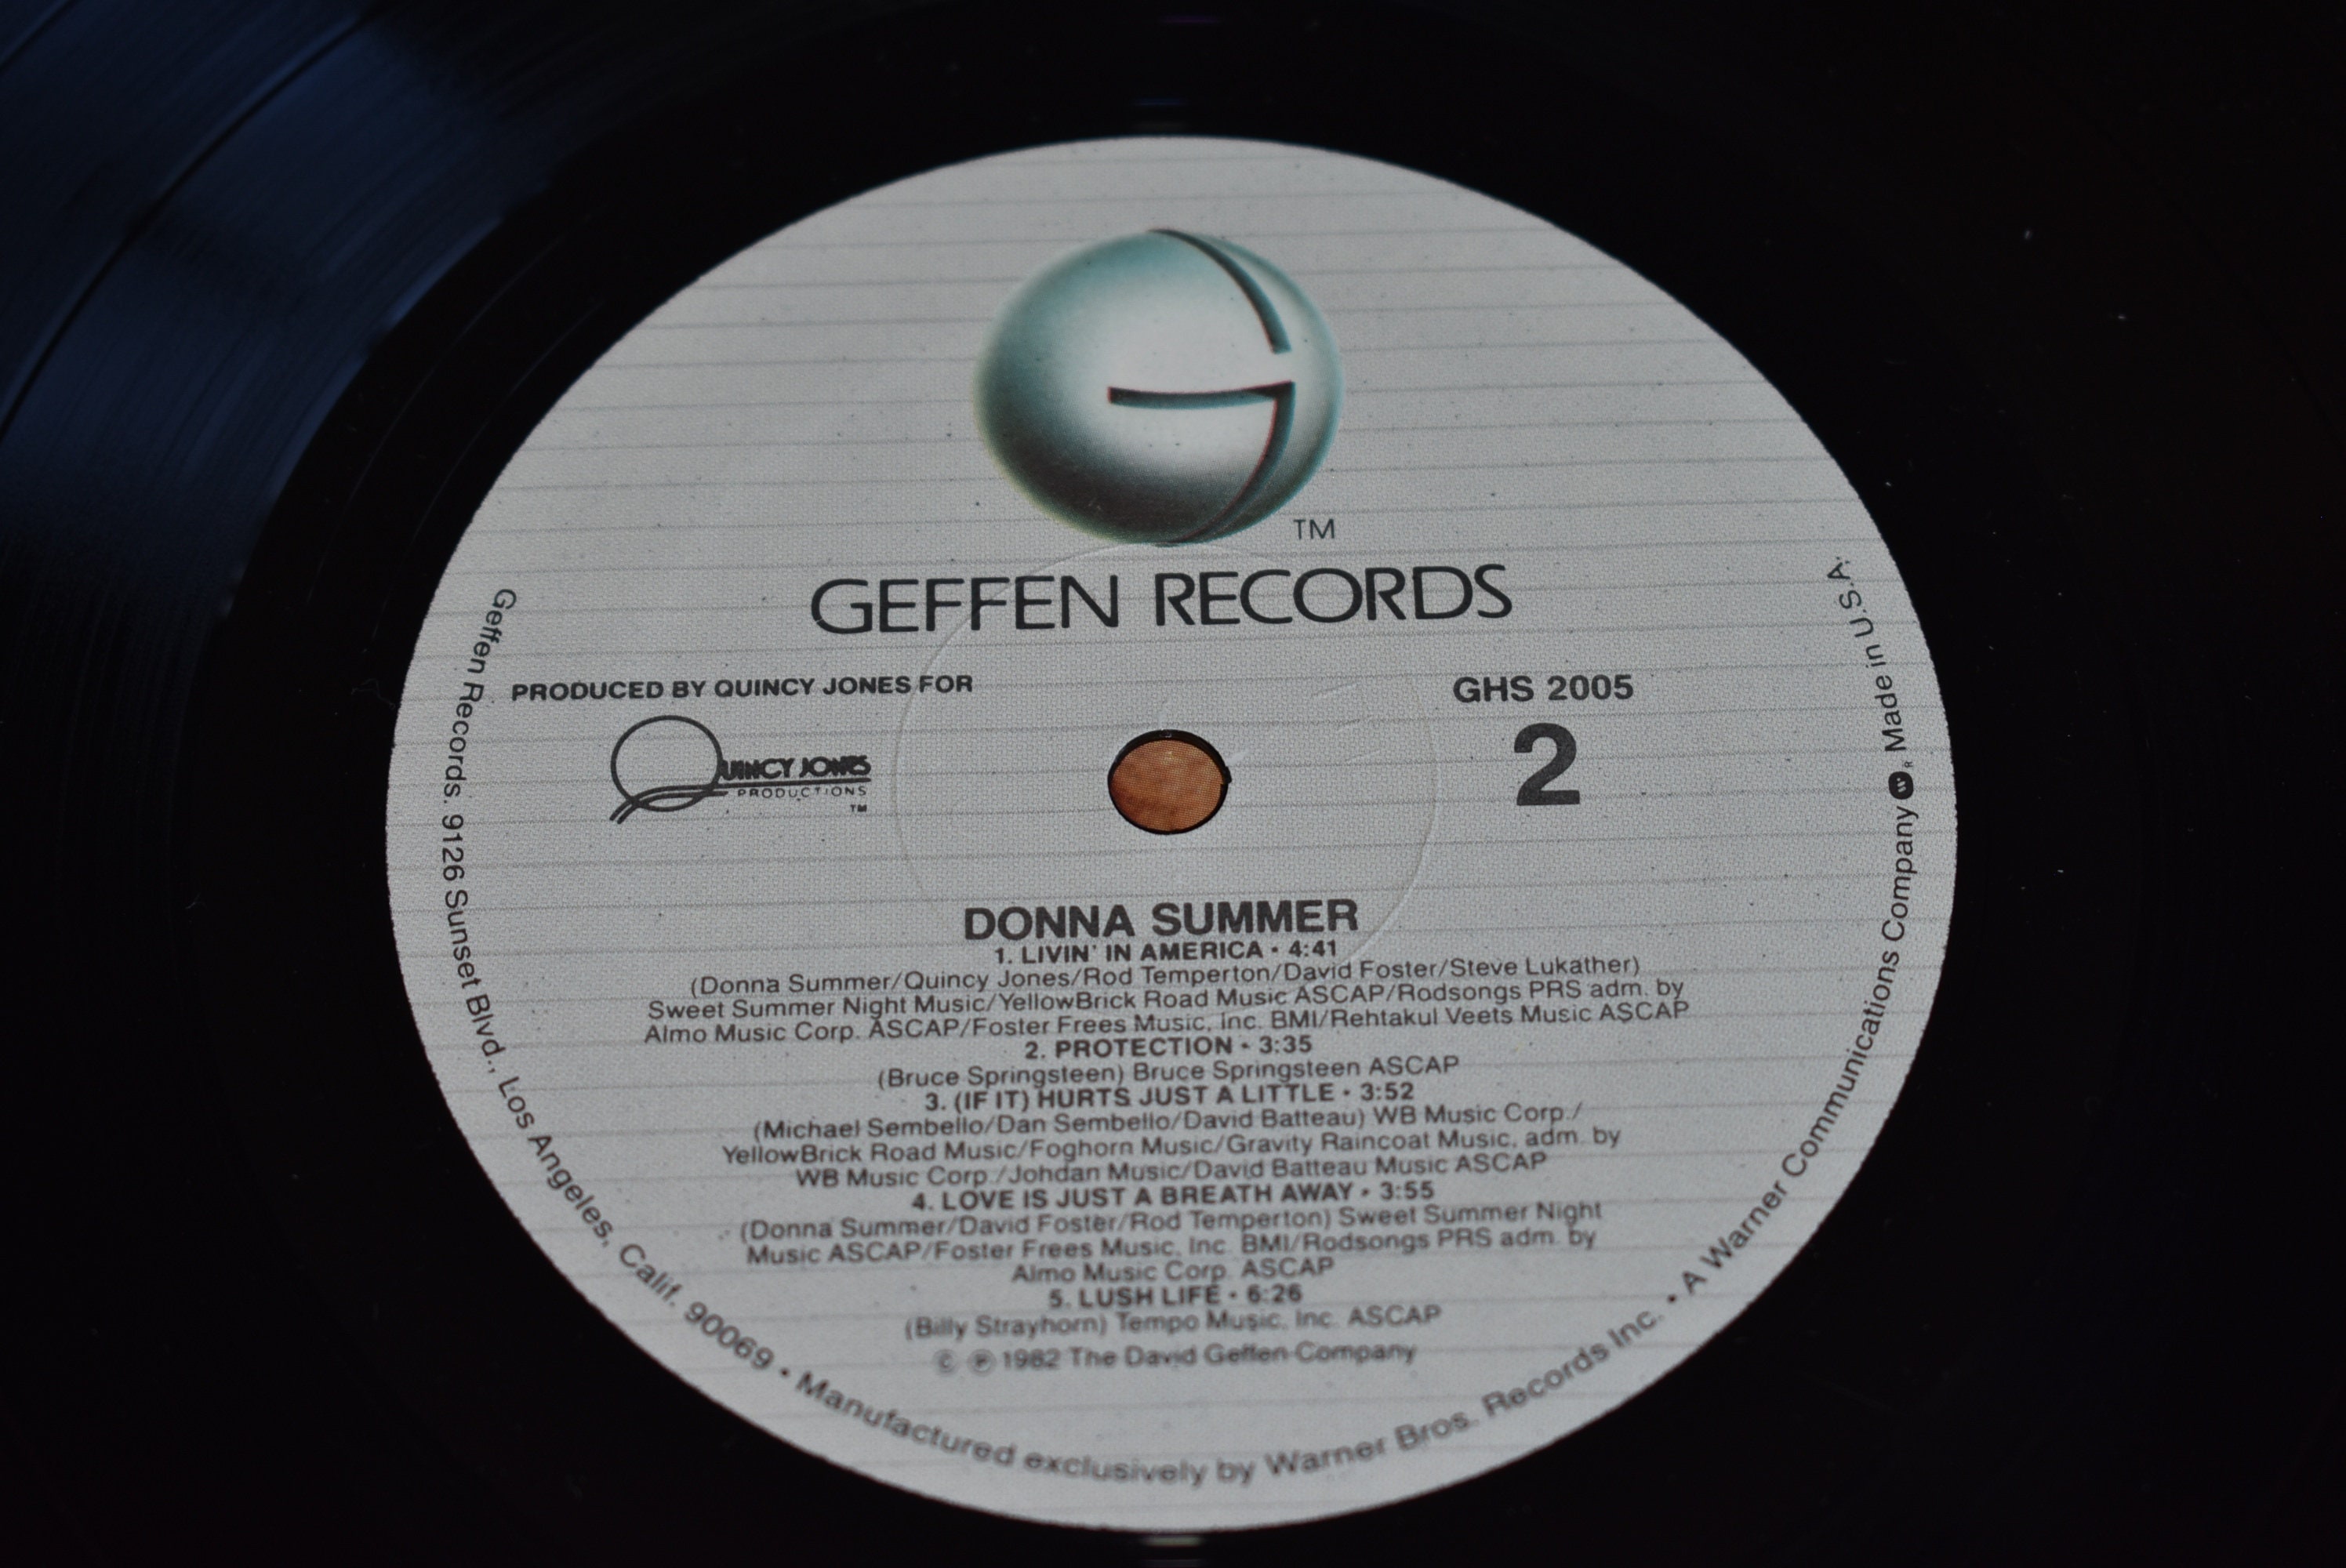 TM
GEFFEN RECORDS
PRODUCED BY QUINCY JONES FOR
QUINCY JONES
PRODUCTIONS
TM
GHS 2005
2
DONNA SUMMER
1. LIVIN' IN AMERICA • 4:41
(Donna Summer/Quincy Jones/Rod Temperton/David Foster/Steve Lukather)
Sweet Summer Night Music/YellowBrick Road Music ASCAP/Rodsongs PRS adm. by
Almo Music Corp. ASCAP/Foster Frees Music, Inc. BMI/Rehtakul Veets Music ASCAP
2. PROTECTION • 3:35
(Bruce Springsteen) Bruce Springsteen ASCAP
3. (IF IT) HURTS JUST A LITTLE • 3:52
(Michael Sembello/Dan Sembello/David Batteau) WB Music Corp./
YellowBrick Road Music/Foghorn Music/Gravity Raincoat Music, adm. by
WB Music Corp./Johdan Music/David Batteau Music ASCAP
4. LOVE IS JUST A BREATH AWAY • 3:55
(Donna Summer/David Foster/Rod Temperton) Sweet Summer Night
Music ASCAP/Foster Frees Music, Inc. BMI/Rodsongs PRS adm. by
Almo Music Corp. ASCAP
5. LUSH LIFE • 6:26
(Billy Strayhorn) Tempo Music, Inc. ASCAP
© ℗ 1982 The David Geffen Company
Geffen Records. 9126 Sunset Blvd., Los Angeles, Calif. 90069 • Manufactured exclusively by Warner Bros. Records Inc. • A Warner Communications Company W ® Made in U.S.A.